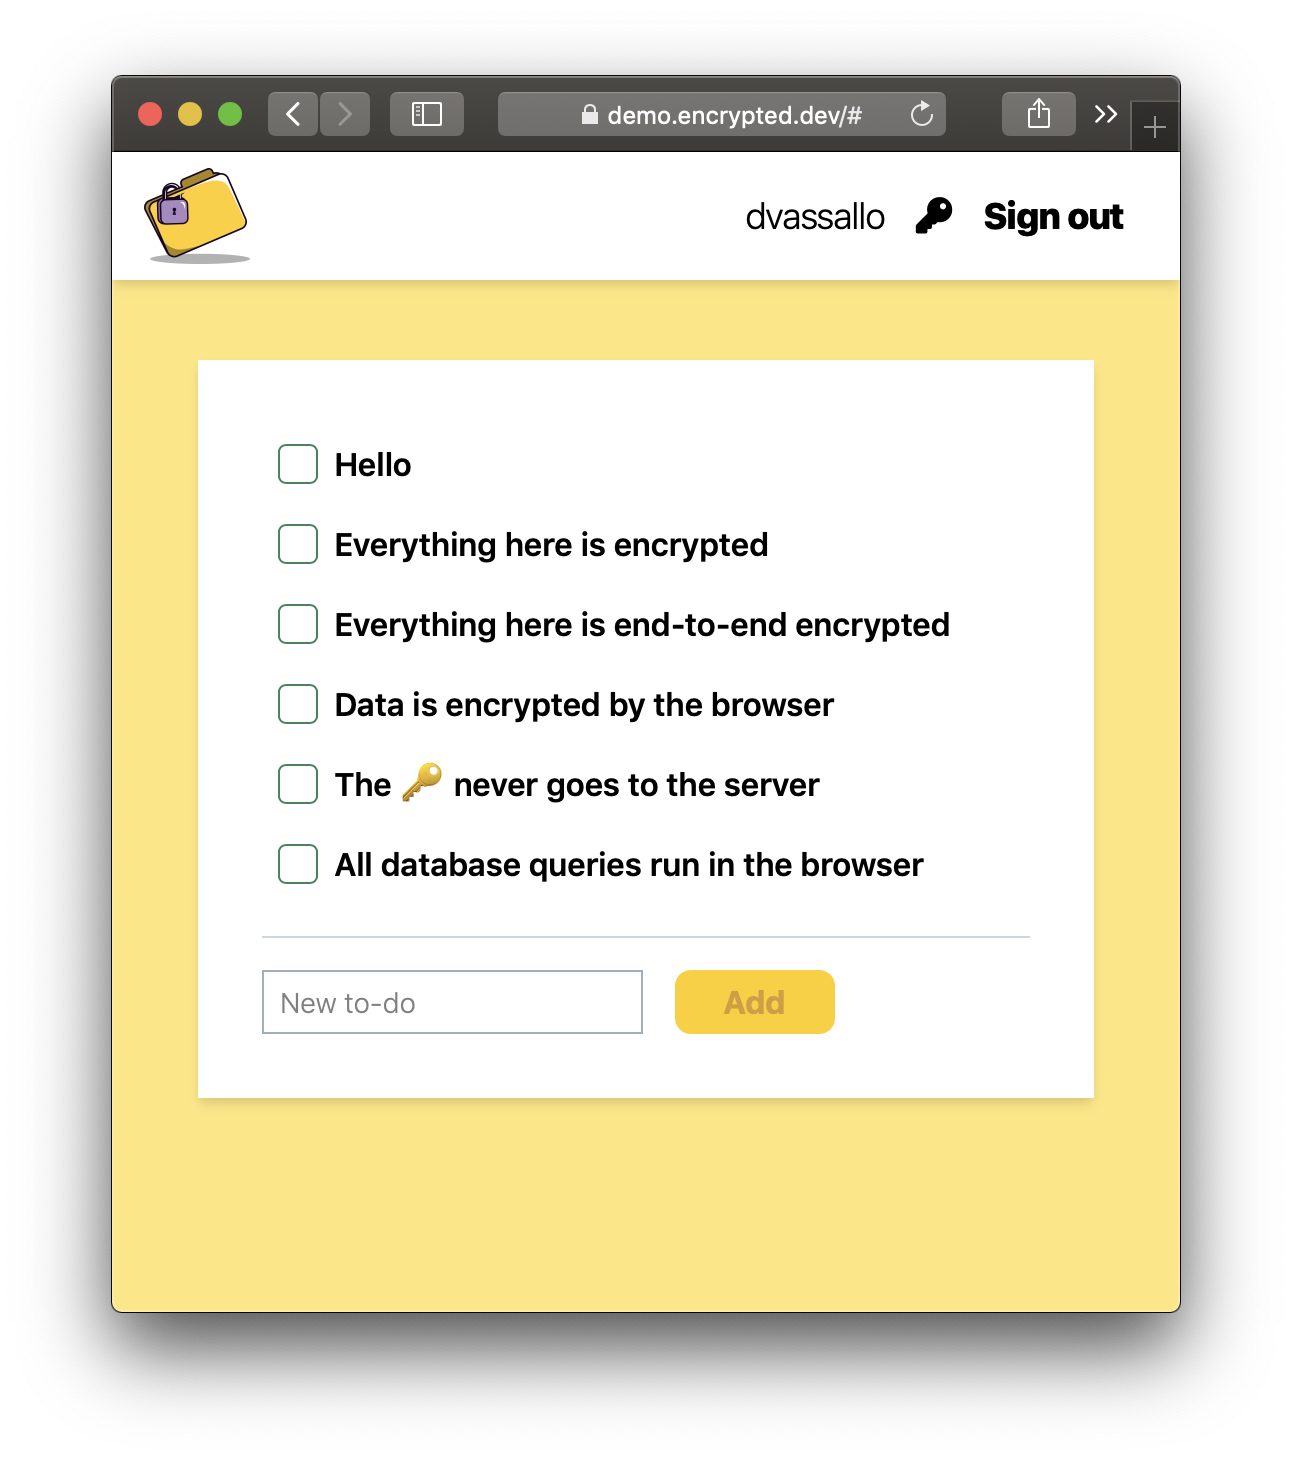 demo.encrypted.dev/#
dvassallo Sign out
Hello
Everything here is encrypted
Everything here is end-to-end encrypted
Data is encrypted by the browser
The 🔑 never goes to the server
All database queries run in the browser
New to-do Add